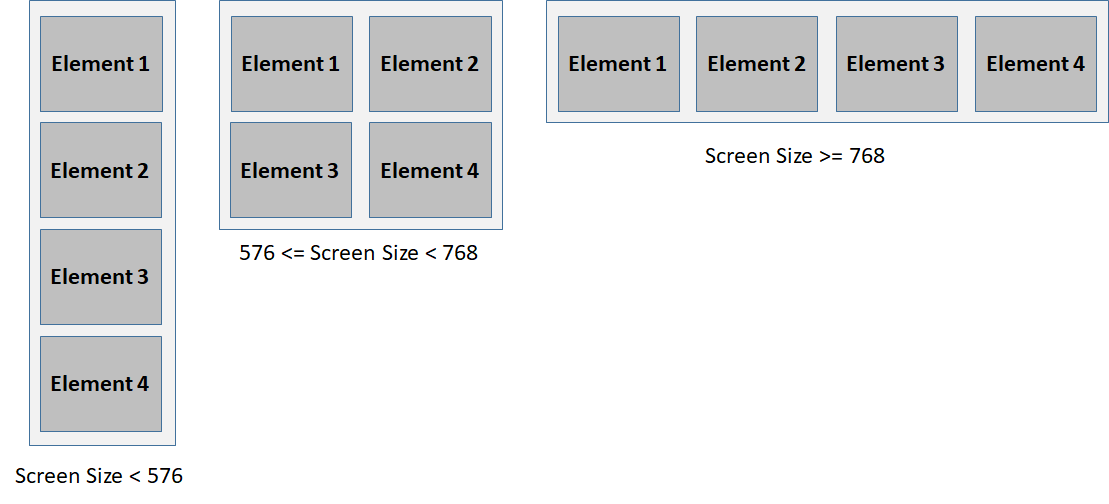 Element 1
Element 2
Element 3
Element 4
Screen Size < 576
Element 1 Element 2
Element 3 Element 4
576 <= Screen Size < 768
Element 1 Element 2 Element 3 Element 4
Screen Size >= 768